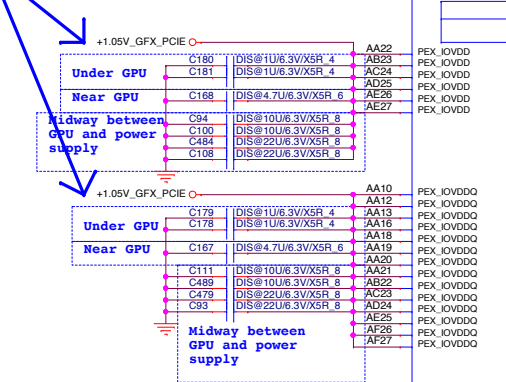 +1.05V_GFX_PCIE
AA22 PEX_IOVDD
C180 DIS@1U/6.3V/X5R_4 AB23 PEX_IOVDD
Under GPU C181 DIS@1U/6.3V/X5R_4 AC24 PEX_IOVDD
AD25 PEX_IOVDD
Near GPU C168 DIS@4.7U/6.3V/X5R_6 AE26 PEX_IOVDD
AE27 PEX_IOVDD
Midway between C94 DIS@10U/6.3V/X5R_8
GPU and power C100 DIS@10U/6.3V/X5R_8
supply C484 DIS@22U/6.3V/X5R_8
C108 DIS@22U/6.3V/X5R_8
+1.05V_GFX_PCIE AA10 PEX_IOVDDQ
AA12 PEX_IOVDDQ
C179 DIS@1U/6.3V/X5R_4 AA13 PEX_IOVDDQ
Under GPU C178 DIS@1U/6.3V/X5R_4 AA16 PEX_IOVDDQ
AA18 PEX_IOVDDQ
Near GPU C167 DIS@4.7U/6.3V/X5R_6 AA19 PEX_IOVDDQ
AA20 PEX_IOVDDQ
C111 DIS@10U/6.3V/X5R_8 AA21 PEX_IOVDDQ
C489 DIS@10U/6.3V/X5R_8 AB22 PEX_IOVDDQ
C479 DIS@22U/6.3V/X5R_8 AC23 PEX_IOVDDQ
C93 DIS@22U/6.3V/X5R_8 AD24 PEX_IOVDDQ
AE25 PEX_IOVDDQ
Midway between AF26 PEX_IOVDDQ
GPU and power AF27 PEX_IOVDDQ
supply